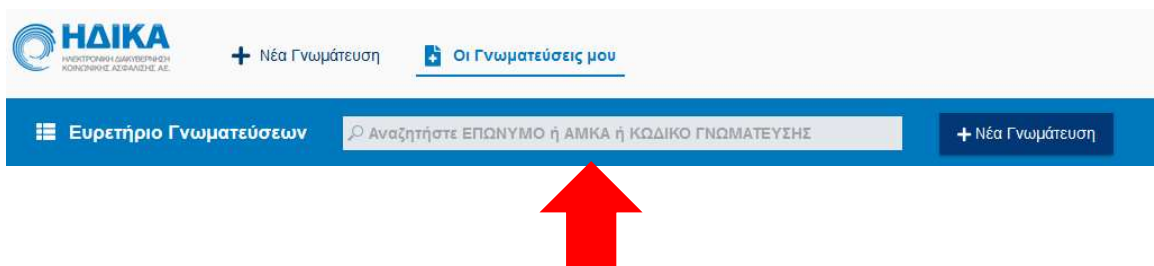 ΗΔΙΚΑ
ΗΛΕΚΤΡΟΝΙΚΗ ΔΙΑΚΥΒΕΡΝΗΣΗ
ΚΟΙΝΩΝΙΚΗΣ ΑΣΦΑΛΙΣΗΣ ΑΕ.
Νέα Γνωμάτευση
Οι Γνωματεύσεις μου
Ευρετήριο Γνωματεύσεων
Αναζητήστε ΕΠΩΝΥΜΟ ή ΑΜΚΑ ή ΚΩΔΙΚΟ ΓΝΩΜΑΤΕΥΣΗΣ
+ Νέα Γνωμάτευση